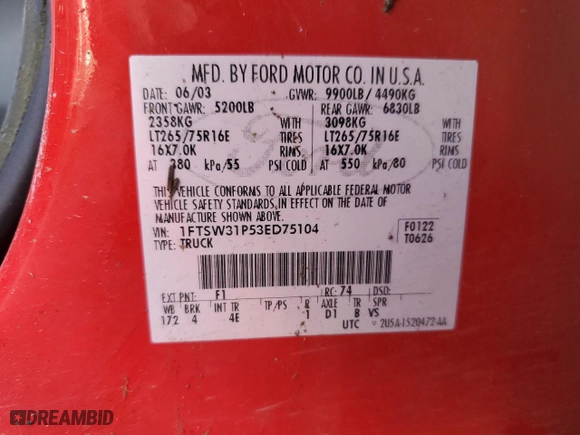 MFD. BY FORD MOTOR CO. IN U.S.A.
DATE: 06/03 GVWR: 9900LB/ 4490KG
FRONT GAWR: 5200LB REAR GAWR: 6830LB
2358KG WITH 3098KG WITH
LT265/75R16E TIRES LT265/75R16E TIRES
16X7.0K RIMS 16X7.0K RIMS
AT 380 kPa/55 PSI COLD AT 550 kPa/80 PSI COLD
THIS VEHICLE CONFORMS TO ALL APPLICABLE FEDERAL MOTOR
VEHICLE SAFETY STANDARDS, IN EFFECT ON THE DATE OF
MANUFACTURE SHOWN ABOVE.
VIN: 1FTSW31P53ED75104 F0122
TYPE: TRUCK T0626
EXT PNT: F1 RC: 74 DSO:
WB BRK INT TR TP/PS R AXLE TR SPR
172 4 4E 1 D1 B VS
UTC 2U5A-1520472-AA
Ford
DREAMBID